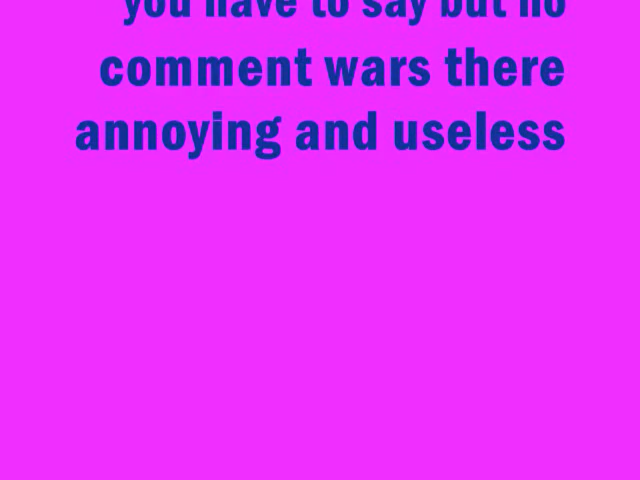 you have to say but no
comment wars there
annoying and useless